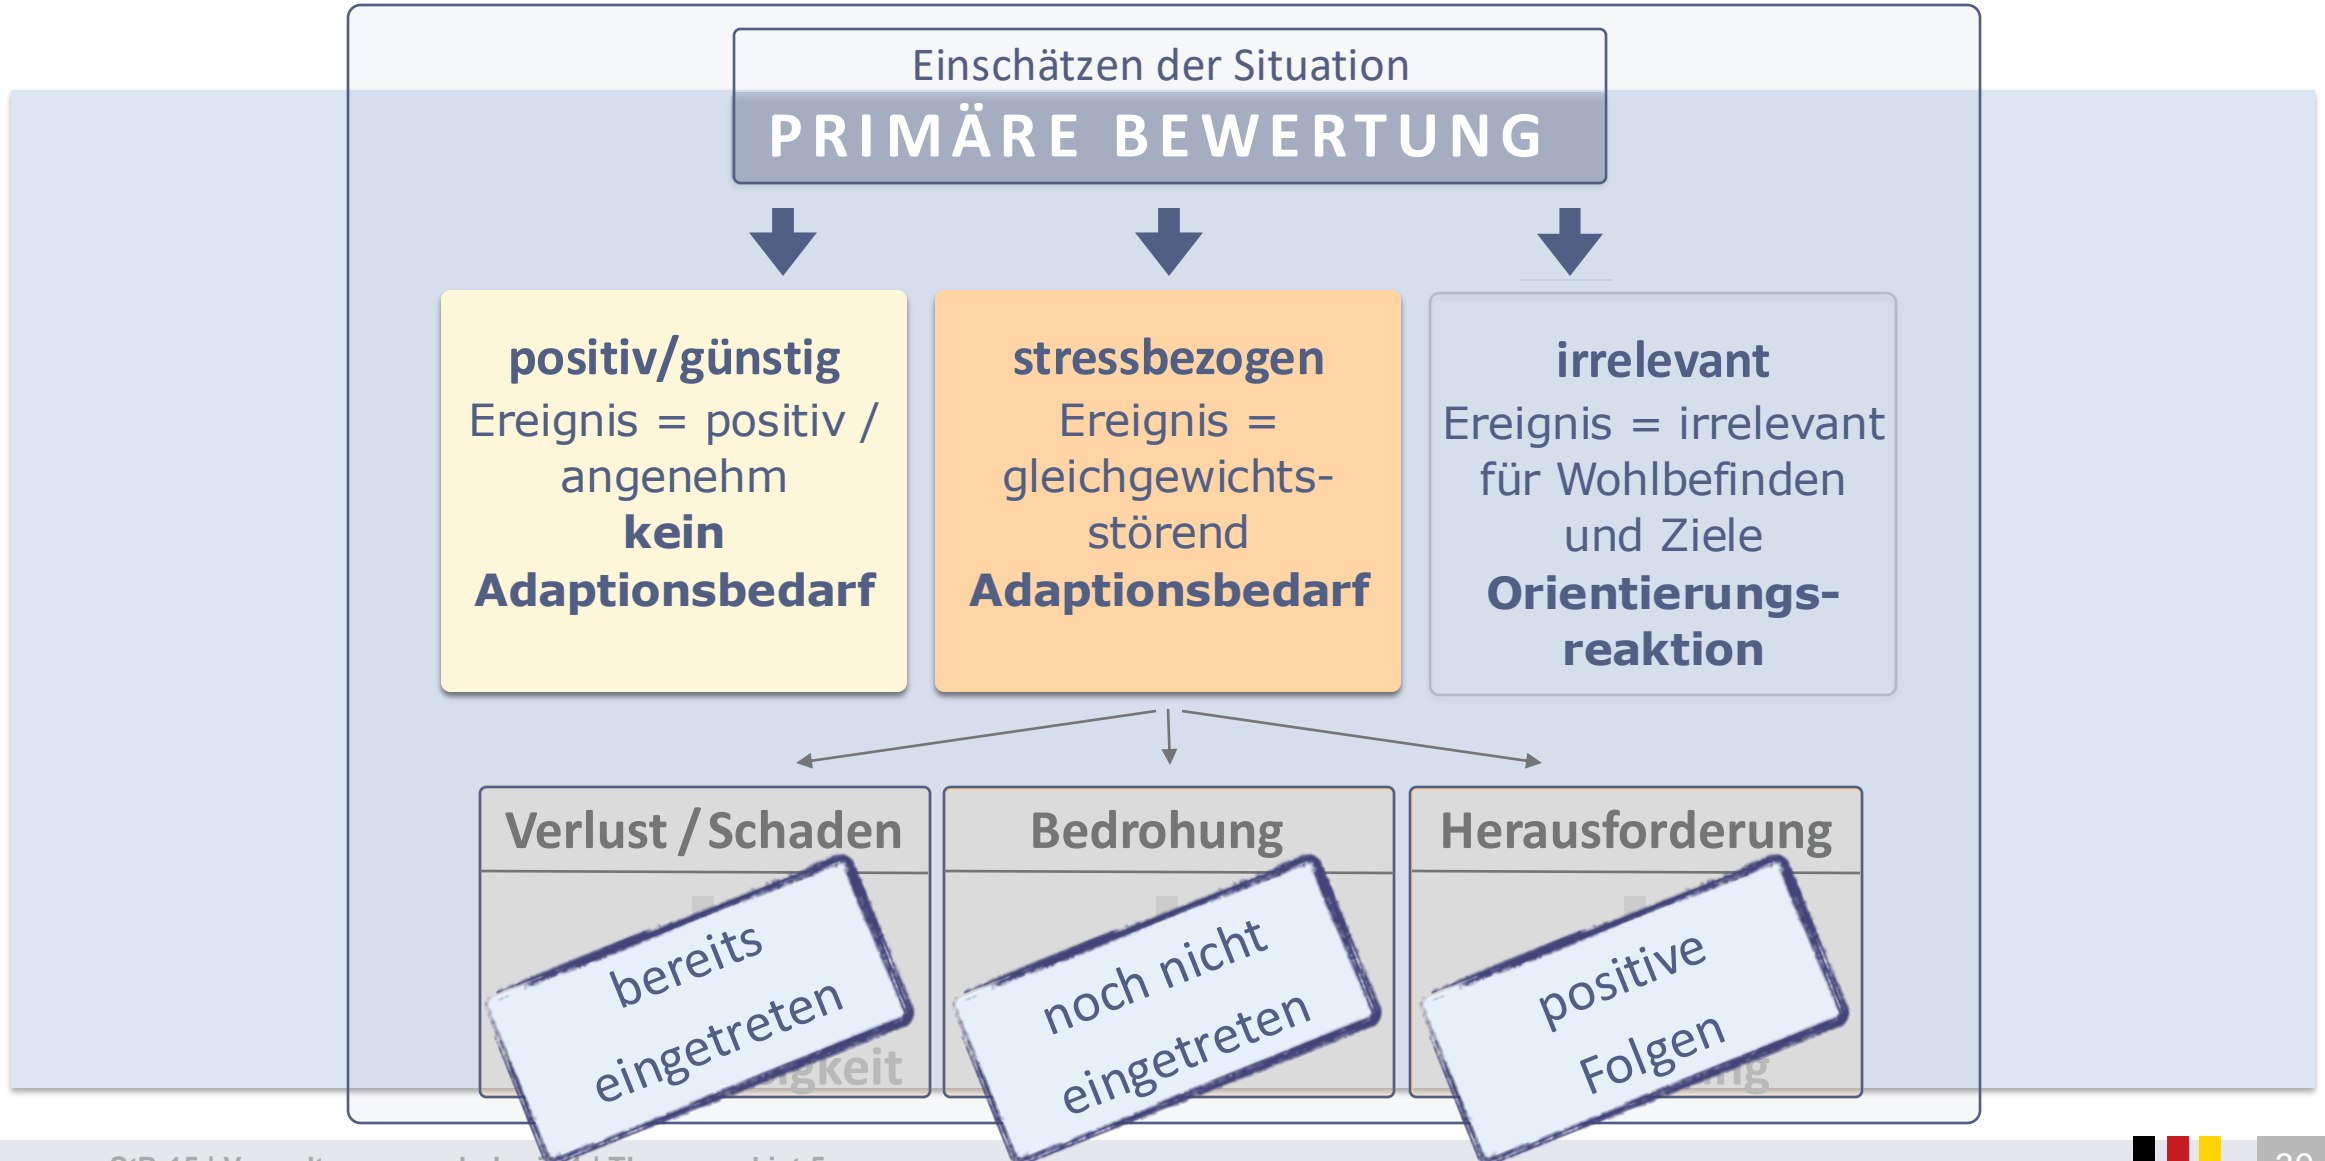 Einschätzen der Situation
PRIMÄRE BEWERTUNG
positiv/günstig
Ereignis = positiv /
angenehm
kein
Adaptionsbedarf
stressbezogen
Ereignis =
gleichgewichts-
störend
Adaptionsbedarf
irrelevant
Ereignis = irrelevant
für Wohlbefinden
und Ziele
Orientierungs-
reaktion
Verlust / Schaden
bereits
eingetreten
Bedrohung
noch nicht
eingetreten
Herausforderung
positive
Folgen